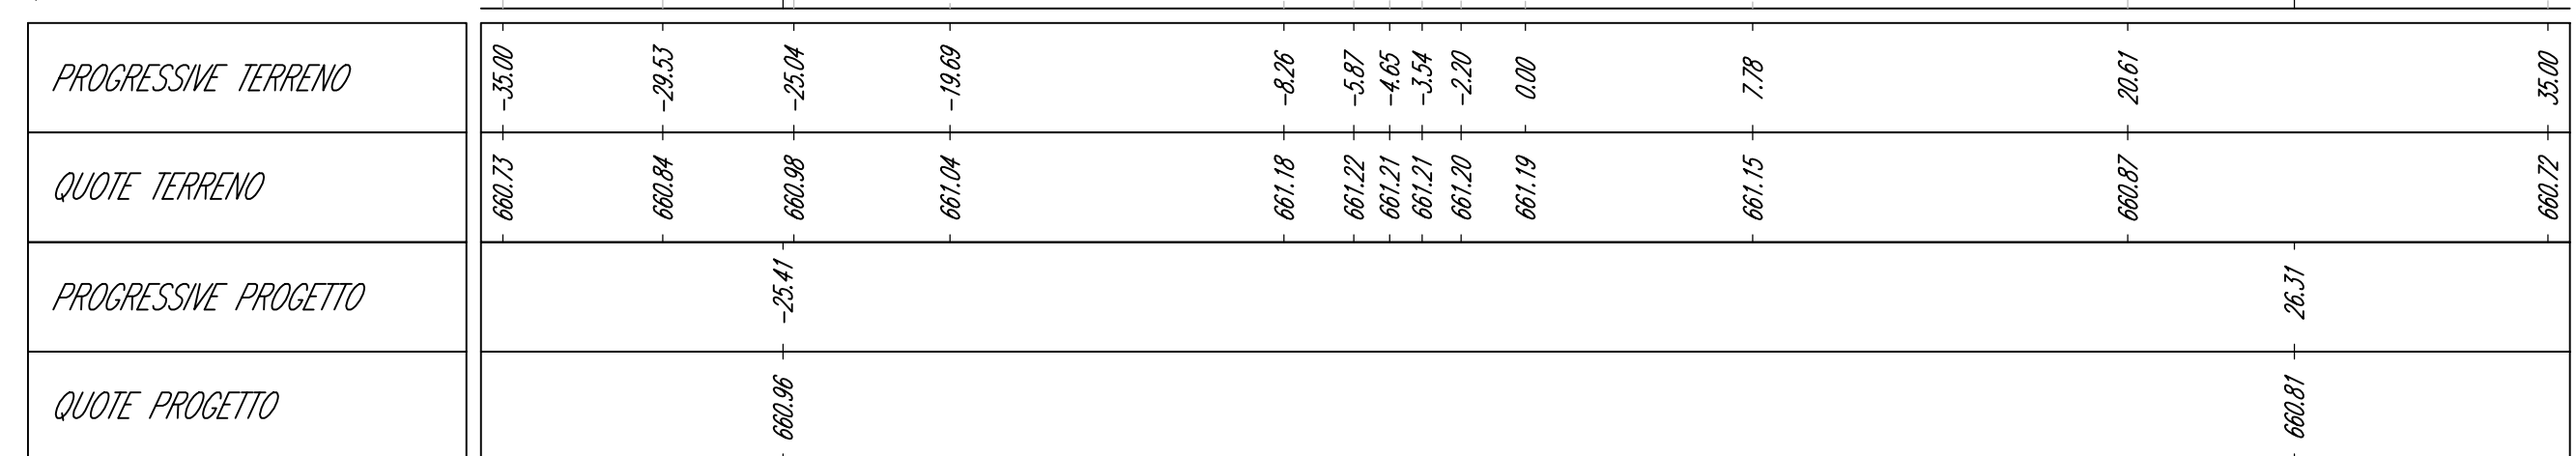 PROGRESSIVE TERRENO -35.00 -29.53 -25.04 -19.69 -8.26 -5.87 -4.65 -3.54 -2.20 0.00 7.78 20.61 35.00
QUOTE TERRENO 660.73 660.84 660.98 661.04 661.18 661.22 661.21 661.21 661.20 661.19 661.15 660.87 660.72
PROGRESSIVE PROGETTO -25.41 26.31
QUOTE PROGETTO 660.96 660.81